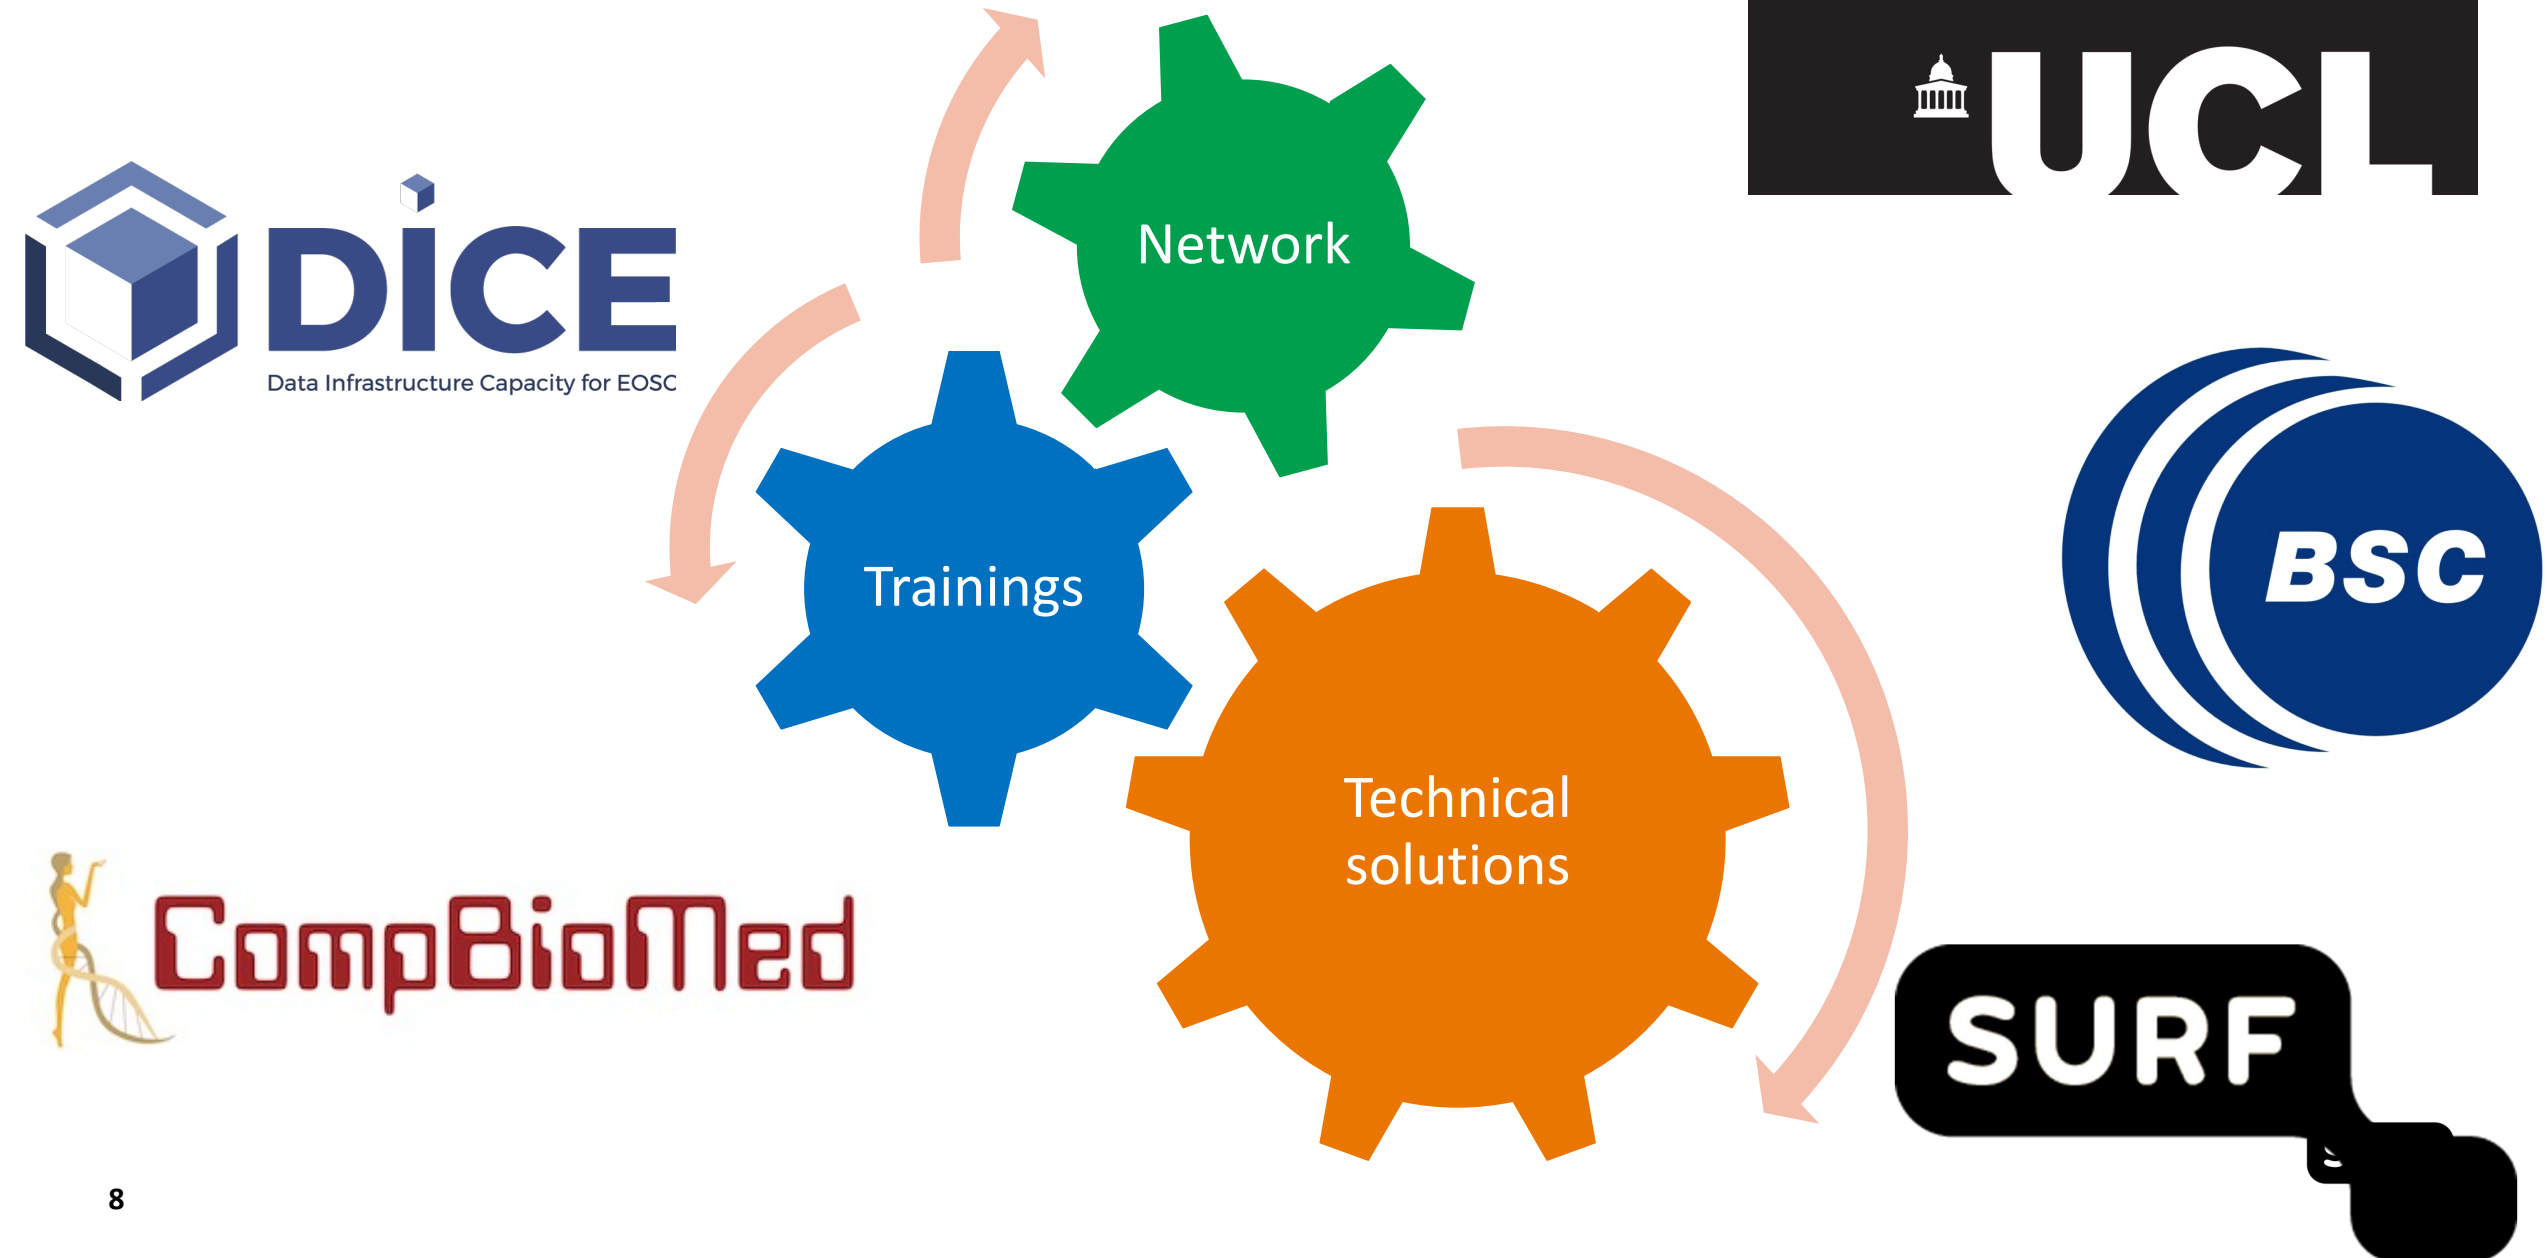 UCL
DICE
Data Infrastructure Capacity for EOSC
Network
Trainings
BSC
Technical
solutions
CompBioMed
SURF
8